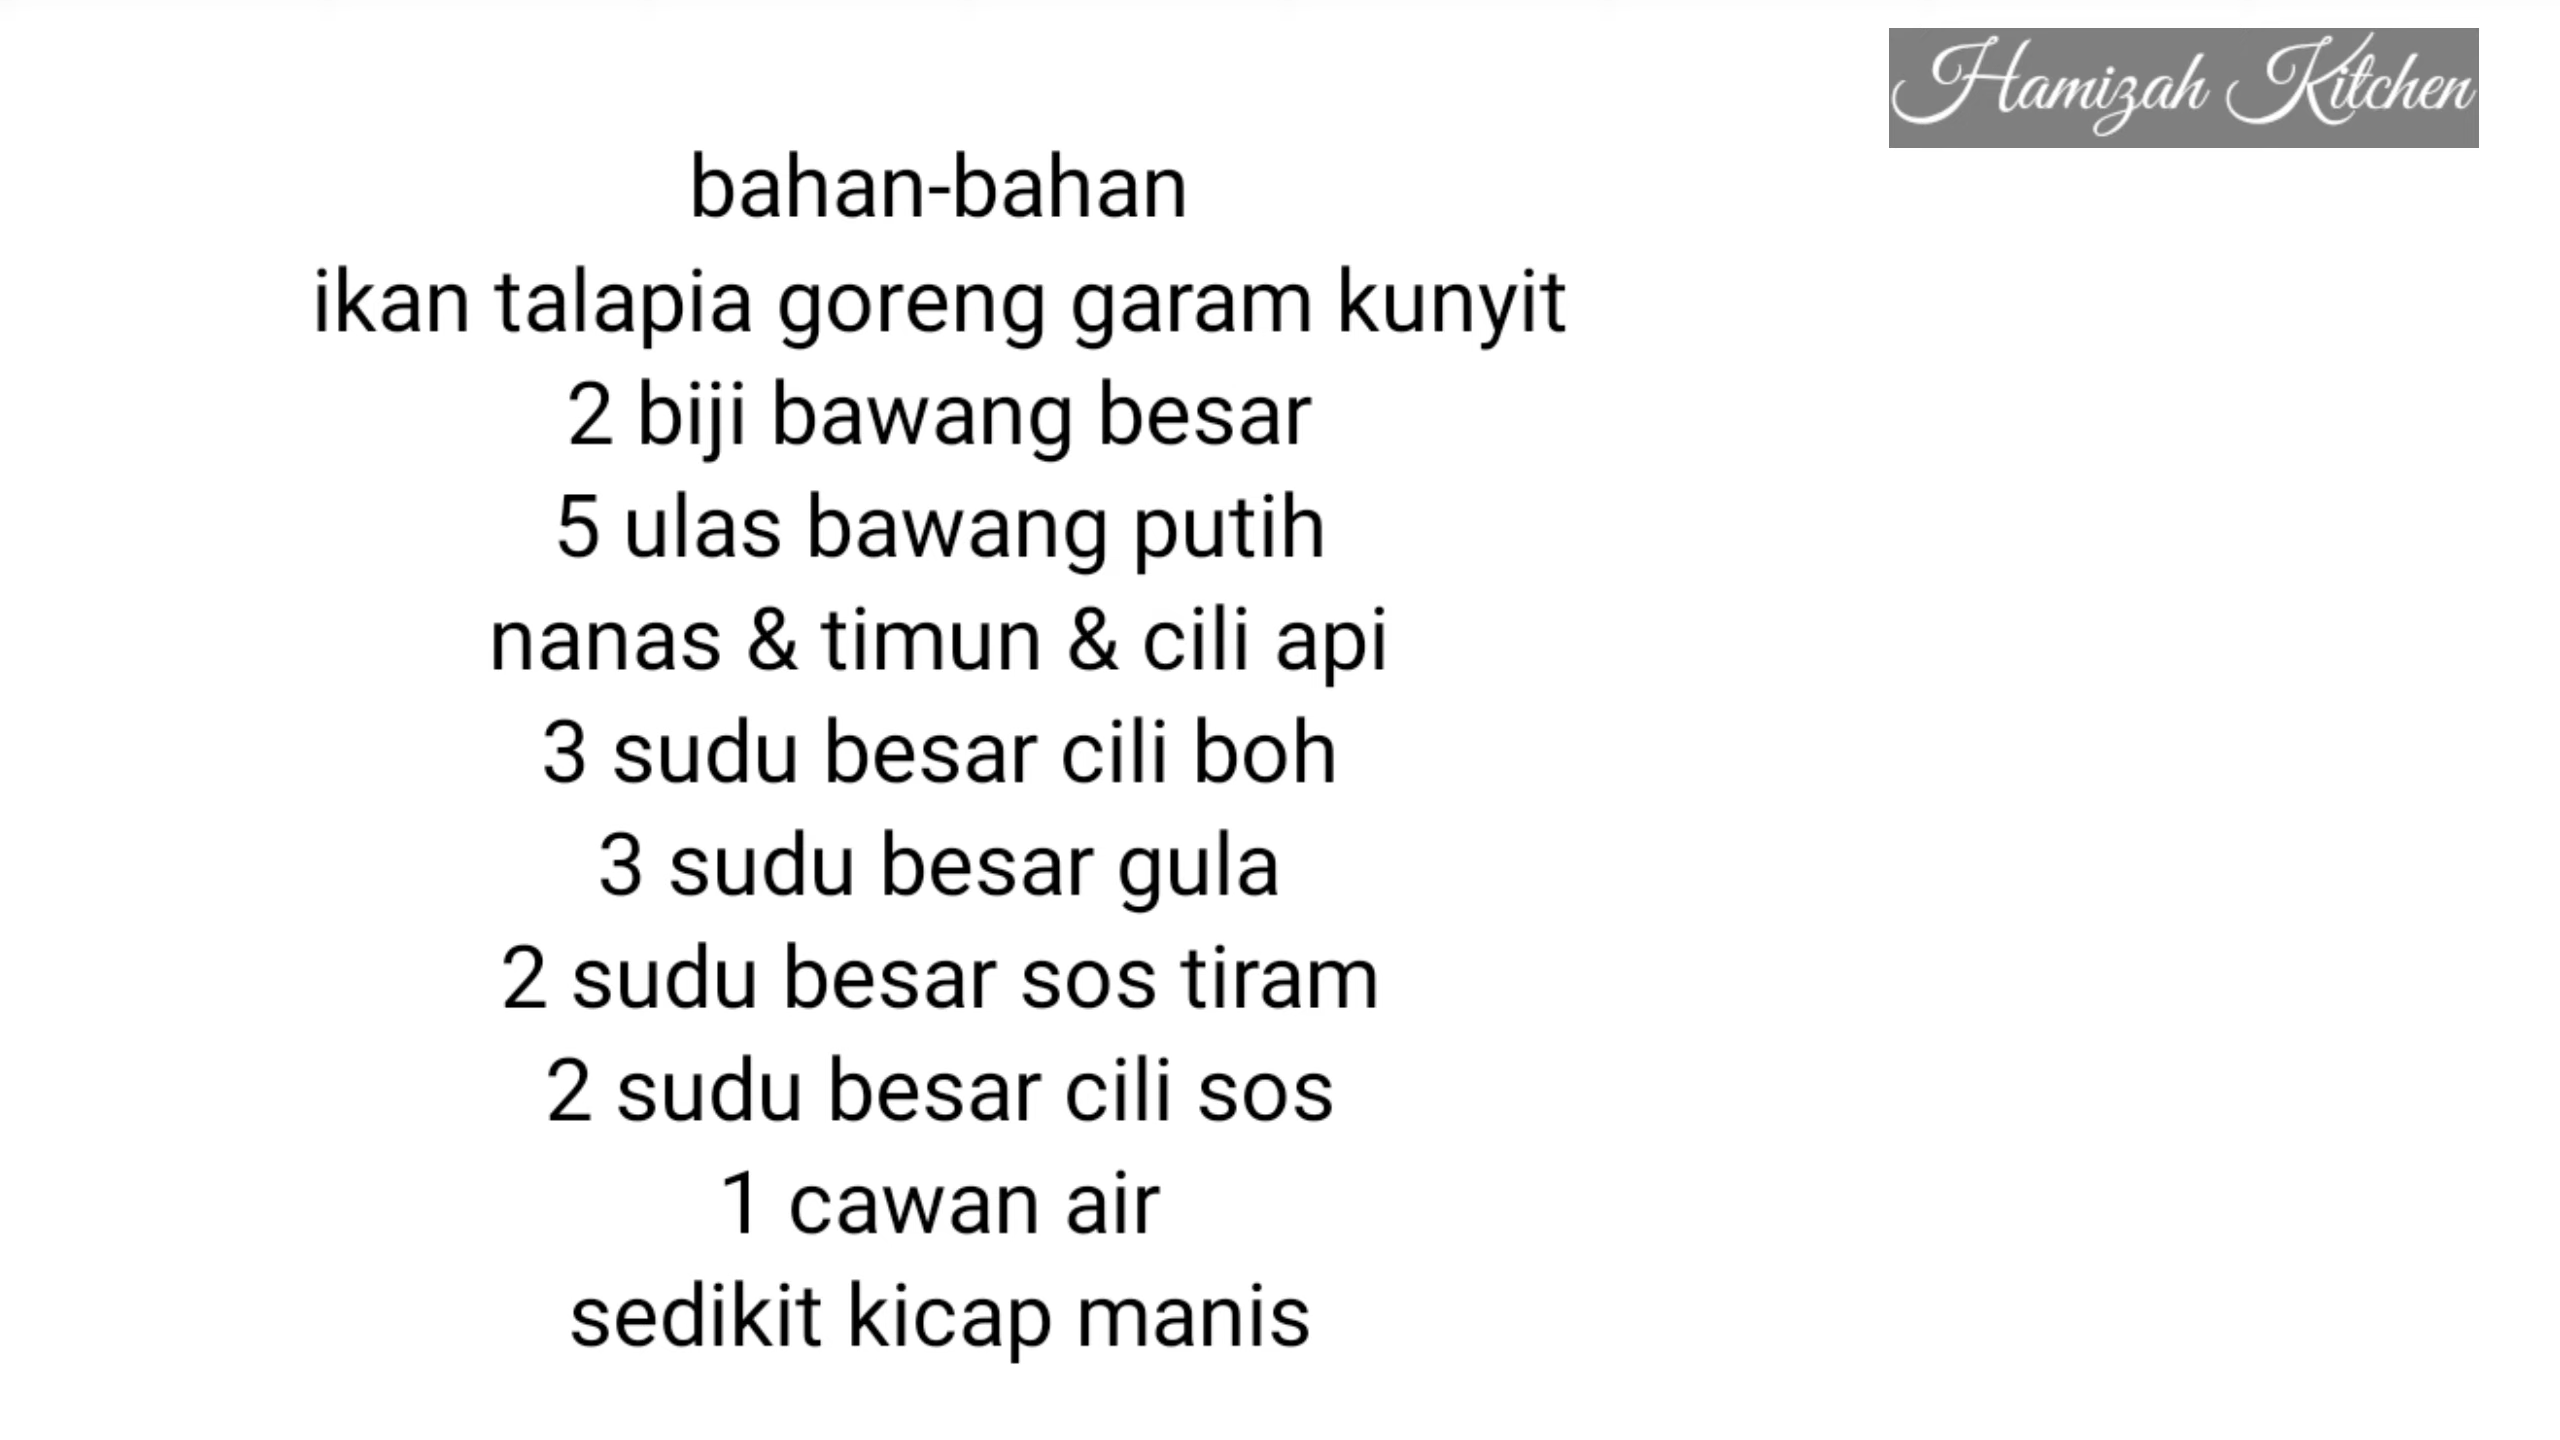 Hamizah Kitchen
bahan-bahan
ikan talapia goreng garam kunyit
2 biji bawang besar
5 ulas bawang putih
nanas & timun & cili api
3 sudu besar cili boh
3 sudu besar gula
2 sudu besar sos tiram
2 sudu besar cili sos
1 cawan air
sedikit kicap manis